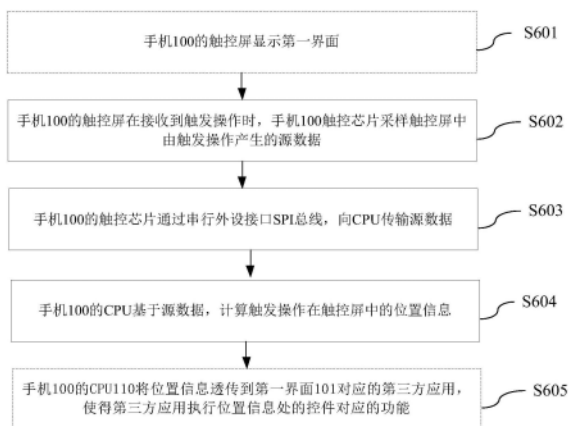 手机100的触控屏显示第一界面
S601
手机100的触控屏在接收到触发操作时，手机100触控芯片采样触控屏中
由触发操作产生的源数据
S602
手机100的触控芯片通过串行外设接口SPI总线，向CPU传输源数据
S603
手机100的CPU基于源数据，计算触发操作在触控屏中的位置信息
S604
手机100的CPU110将位置信息透传到第一界面101对应的第三方应用，
使得第三方应用执行位置信息处的控件对应的功能
S605